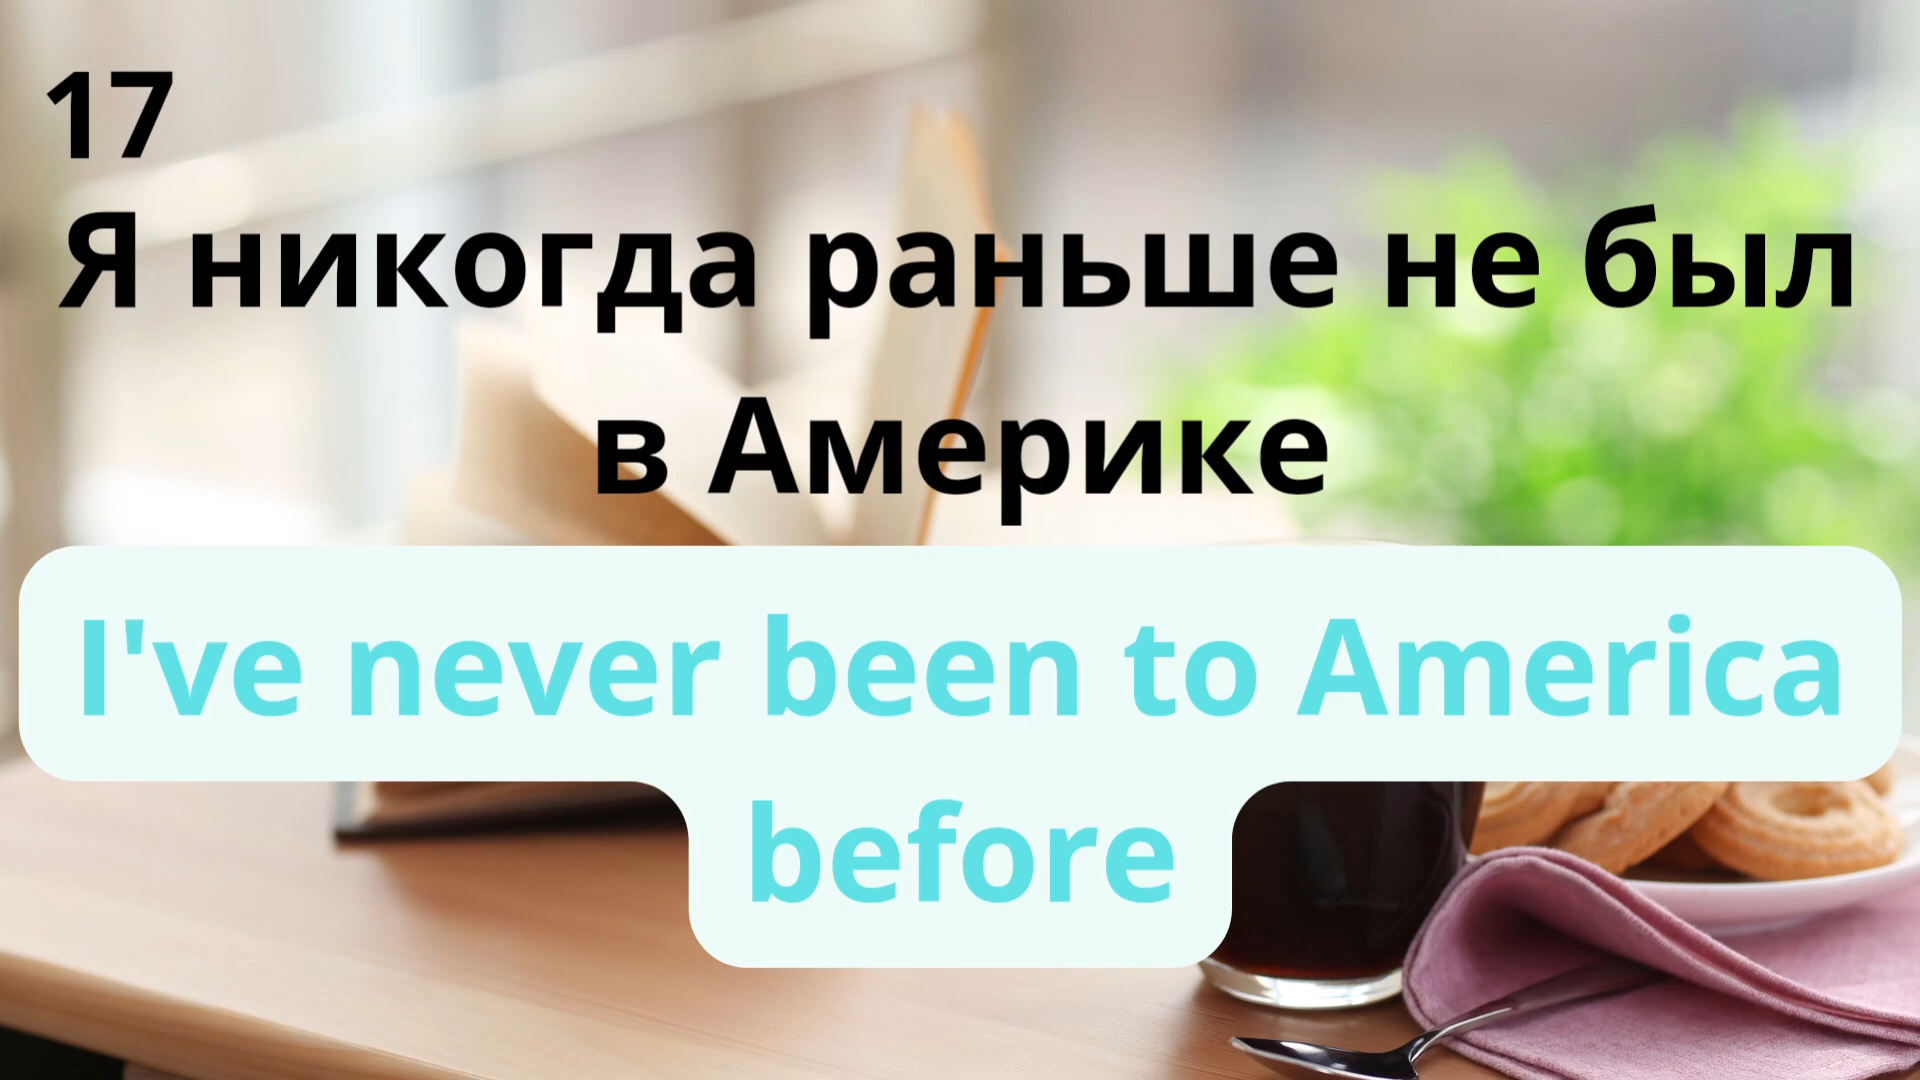 17
Я никогда раньше не был
в Америке
I've never been to America
before